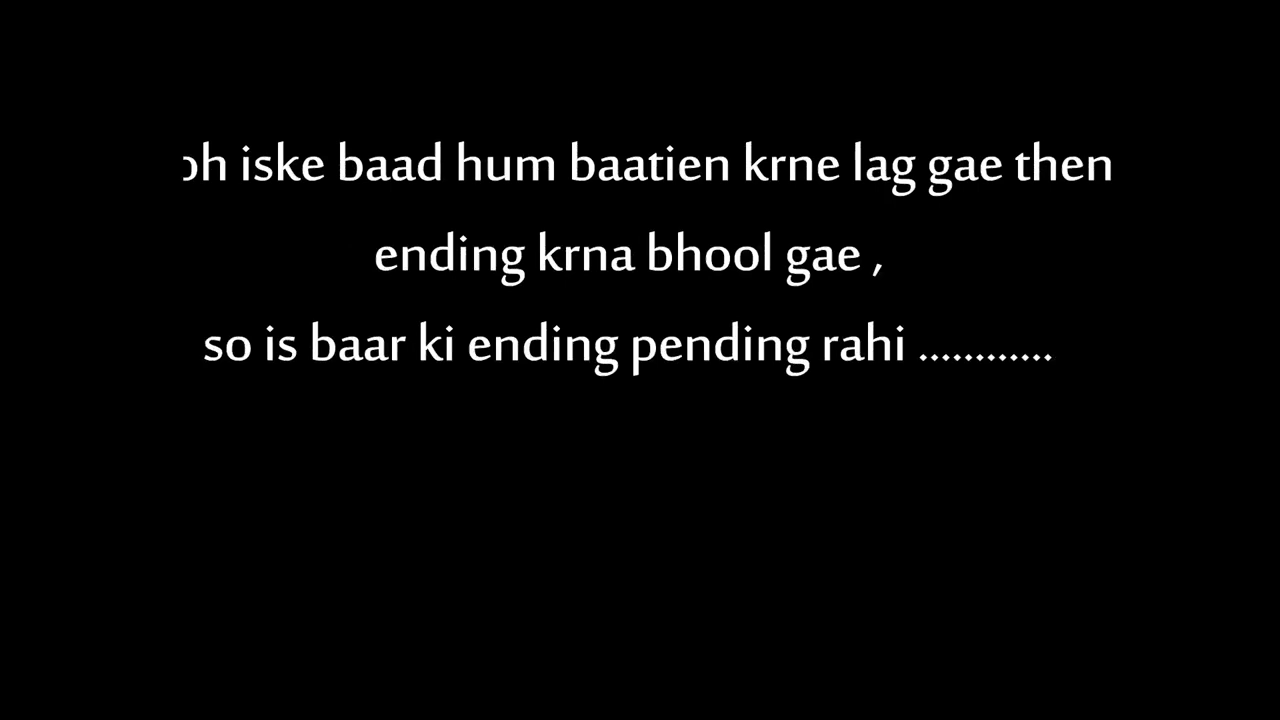 oh iske baad hum baatien krne lag gae then
ending krna bhool gae ,
so is baar ki ending pending rahi ............